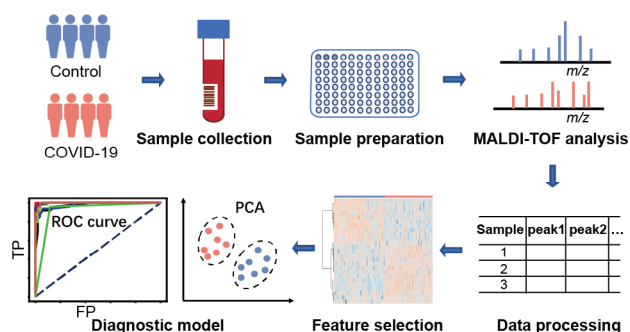 Control
COVID-19
Sample collection
Sample preparation
m/z
m/z
MALDI-TOF analysis
ROC curve
TP
FP
Diagnostic model
PCA
Feature selection
Sample peak1 peak2 ...
1
2
3
Data processing